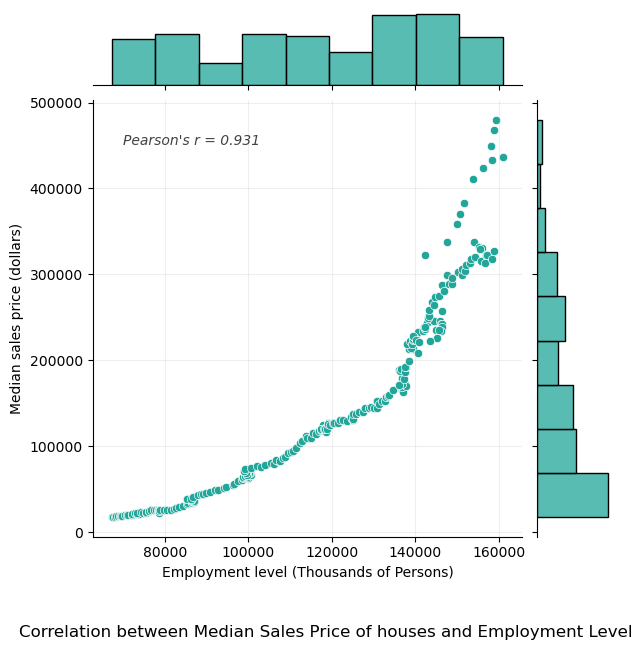 500000
400000
300000
200000
100000
0
Pearson's r = 0.931
Median sales price (dollars)
80000 100000 120000 140000 160000
Employment level (Thousands of Persons)
Correlation between Median Sales Price of houses and Employment Level